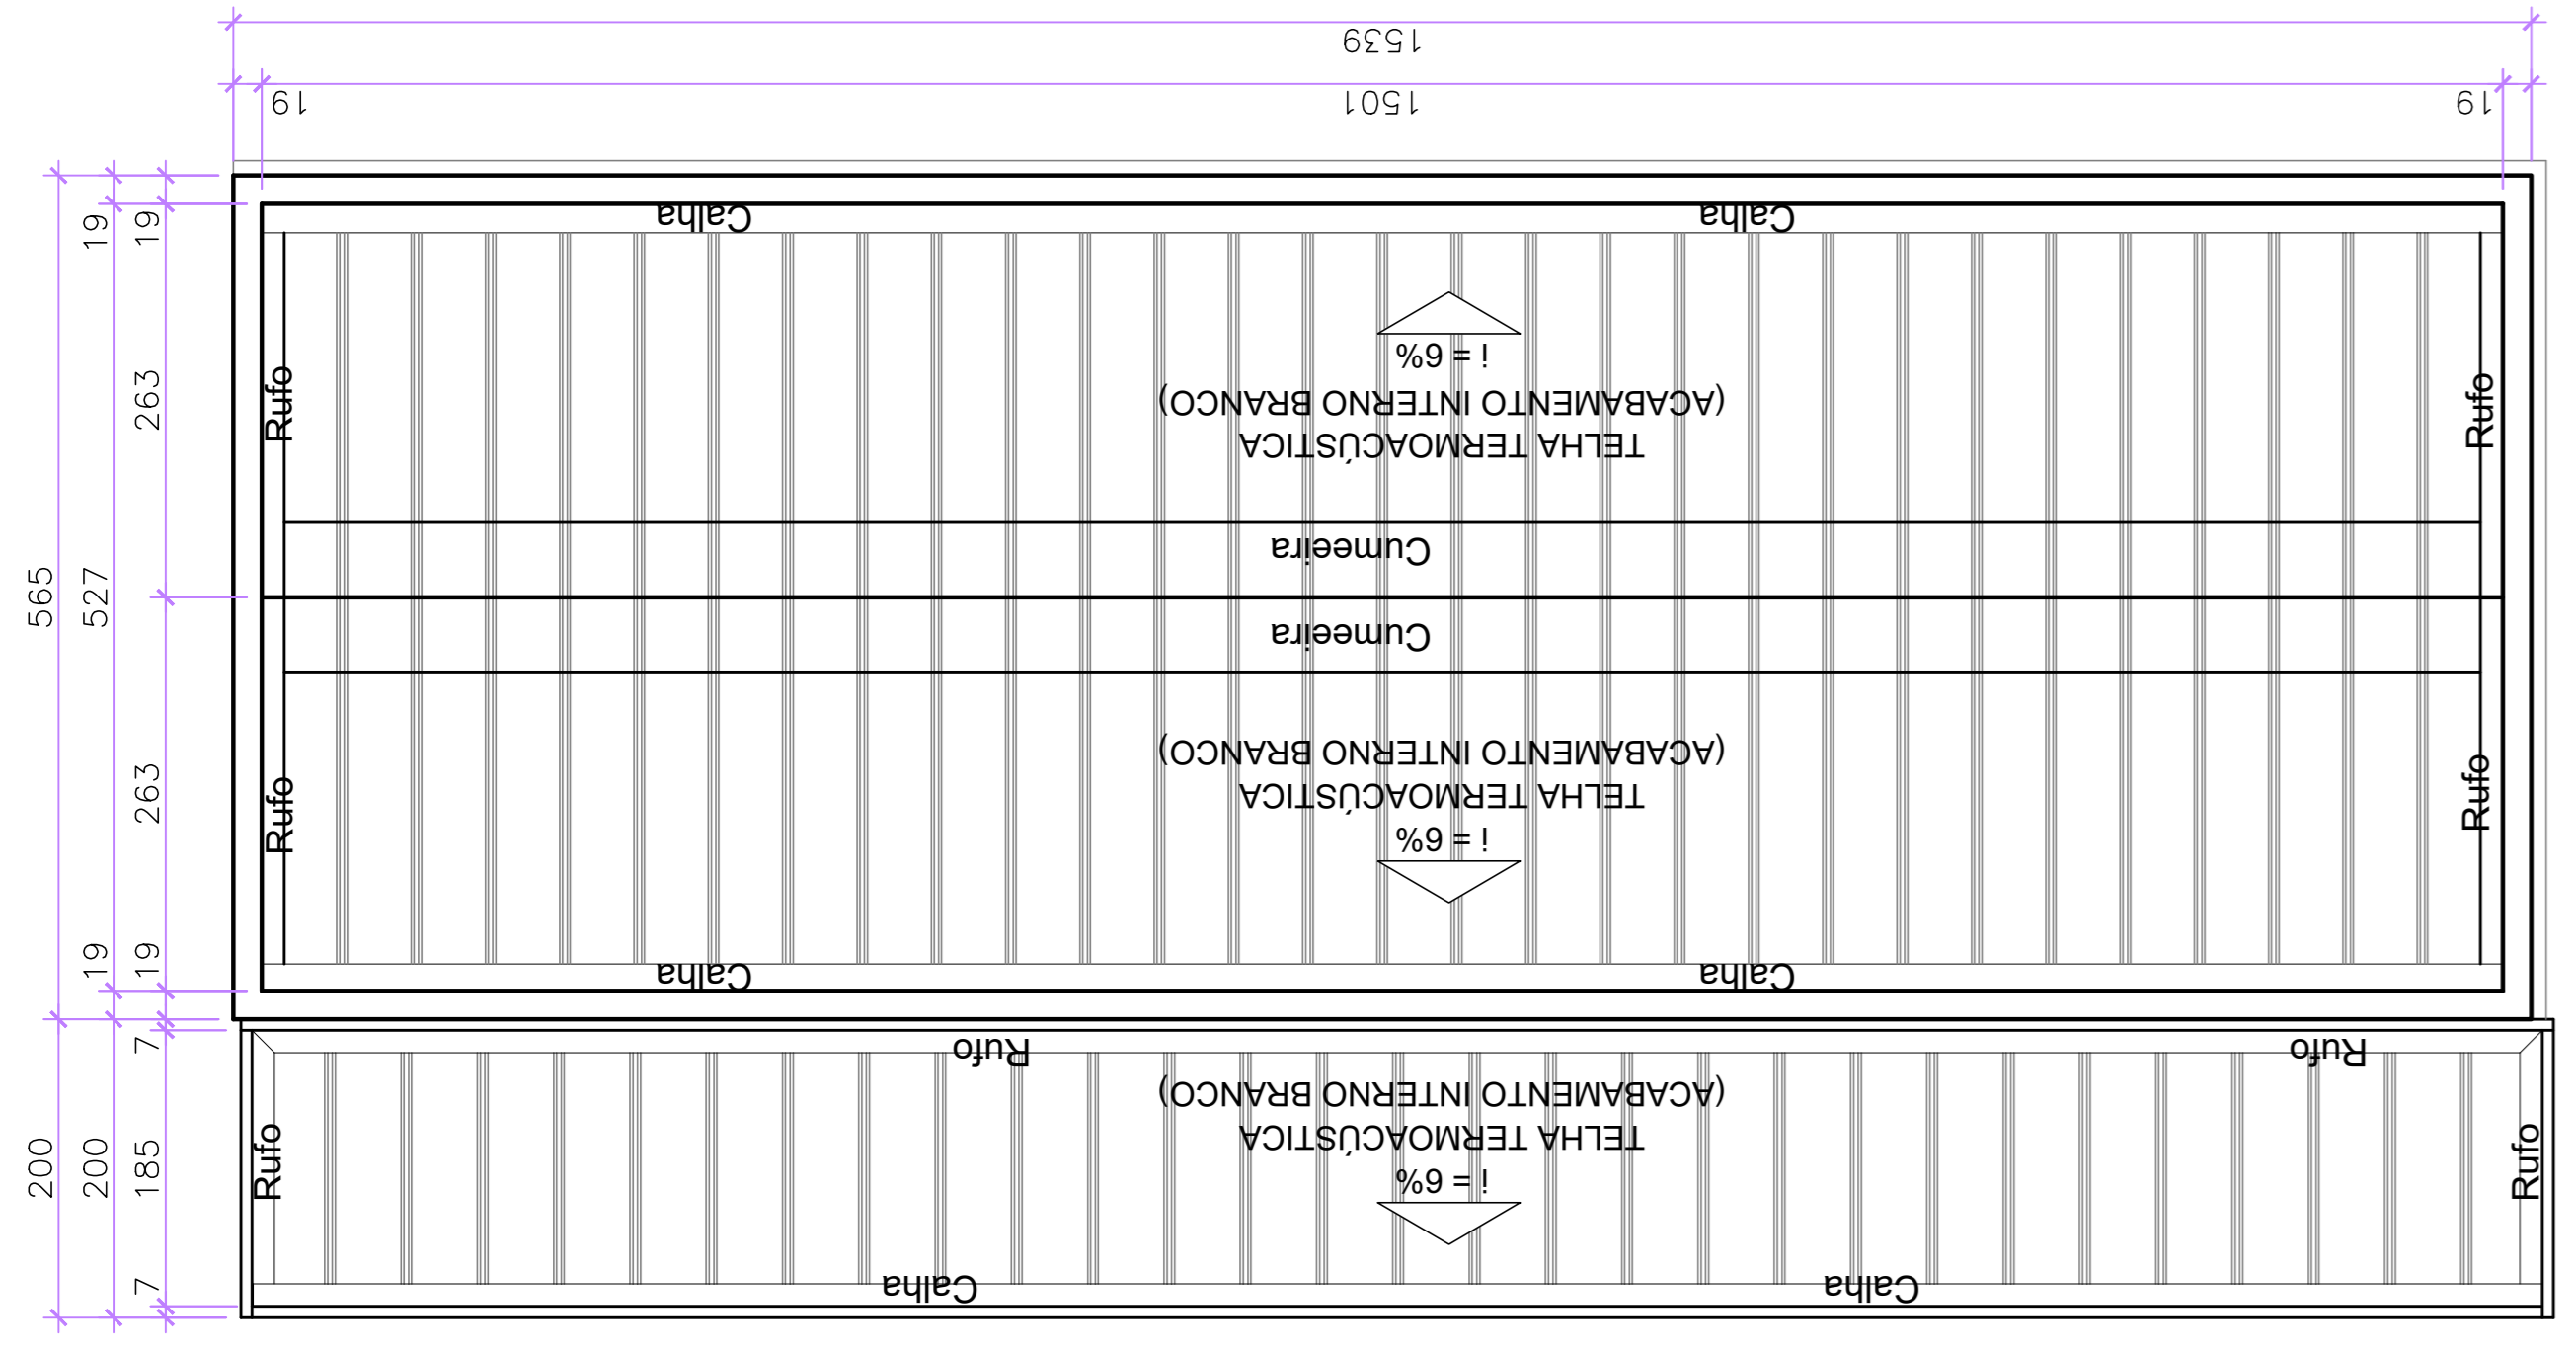 1539
19
1501
19
19
19
Calha
Calha
263
Rufo
Rufo
i = 6%
(ACABAMENTO INTERNO BRANCO)
TELHA TERMOACÚSTICA
Cumeeira
565
527
Cumeeira
263
Rufo
Rufo
(ACABAMENTO INTERNO BRANCO)
TELHA TERMOACÚSTICA
i = 6%
19
19
Calha
Calha
7
Rufo
Rufo
(ACABAMENTO INTERNO BRANCO)
TELHA TERMOACÚSTICA
i = 6%
200
200
185
Rufo
Rufo
7
Calha
Calha